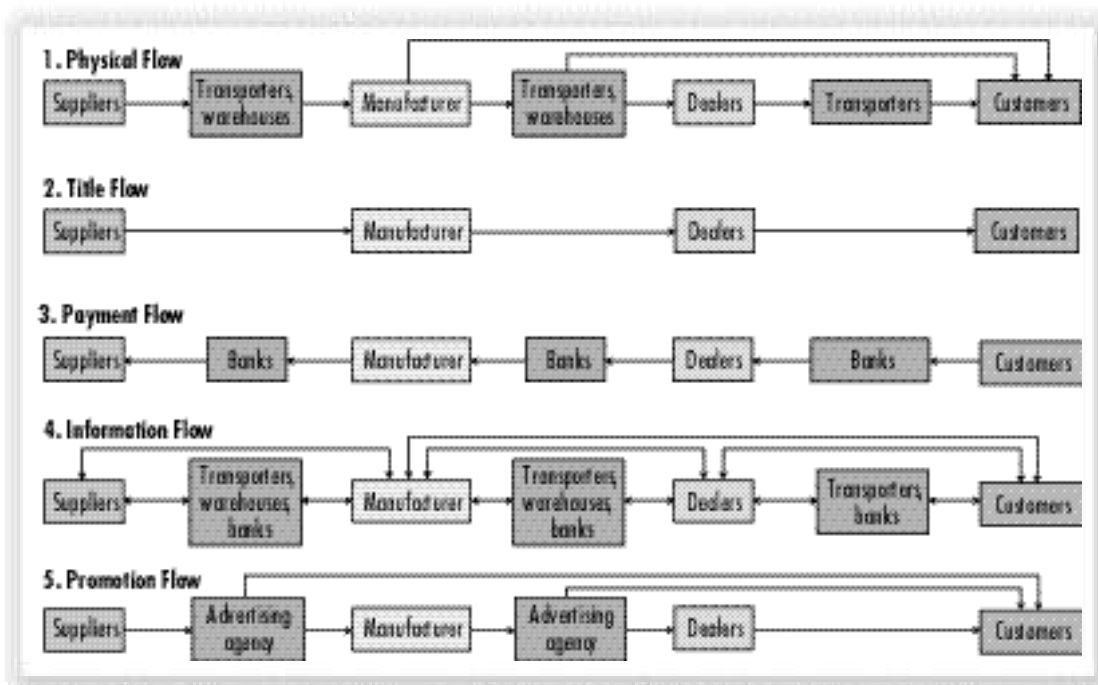 1. Physical Flow
Suppliers
Transporters,
warehouses
Manufacturer
Transporters,
warehouses
Dealers
Transporters
Customers
2. Title Flow
Suppliers
Manufacturer
Dealers
Customers
3. Payment Flow
Suppliers
Banks
Manufacturer
Banks
Dealers
Banks
Customers
4. Information Flow
Suppliers
Transporters,
warehouses,
banks
Manufacturer
Transporters,
warehouses,
banks
Dealers
Transporters,
banks
Customers
5. Promotion Flow
Suppliers
Advertising
agency
Manufacturer
Advertising
agency
Dealers
Customers